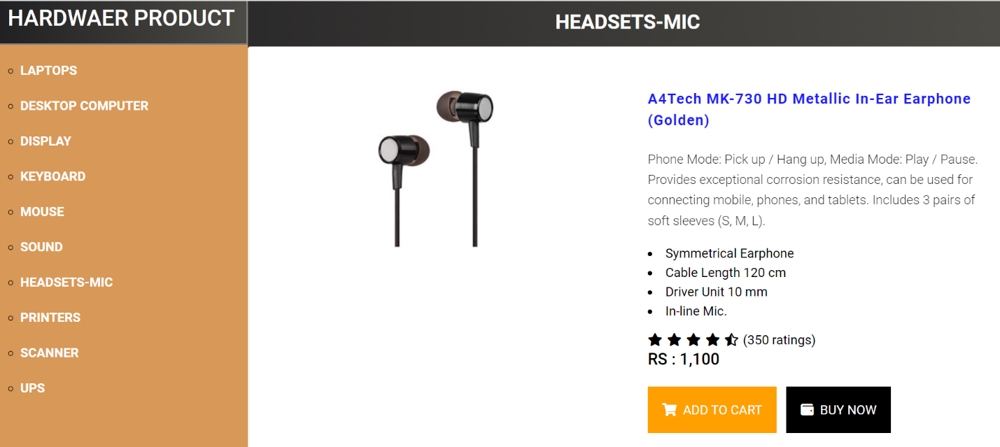 HARDWAER PRODUCT
HEADSETS-MIC
LAPTOPS
DESKTOP COMPUTER
DISPLAY
KEYBOARD
MOUSE
SOUND
HEADSETS-MIC
PRINTERS
SCANNER
UPS
A4Tech MK-730 HD Metallic In-Ear Earphone
(Golden)
Phone Mode: Pick up / Hang up, Media Mode: Play / Pause.
Provides exceptional corrosion resistance, can be used for
connecting mobile, phones, and tablets. Includes 3 pairs of
soft sleeves (S, M, L).
Symmetrical Earphone
Cable Length 120 cm
Driver Unit 10 mm
In-line Mic.
(350 ratings)
RS : 1,100
ADD TO CART
BUY NOW